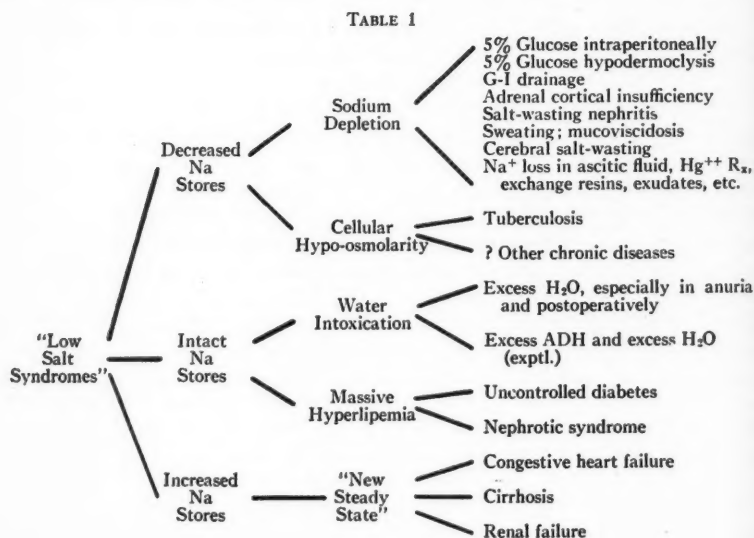 TABLE 1
5% Glucose intraperitoneally
5% Glucose hypodermoclysis
G-I drainage
Sodium
Depletion
Adrenal cortical insufficiency
Salt-wasting nephritis
Sweating; mucoviscidosis
Cerebral salt-wasting
Na⁺ loss in ascitic fluid, Hg⁺⁺ Rₓ,
exchange resins, exudates, etc.
Decreased
Na
Stores
Cellular
Hypo-osmolarity
Tuberculosis
? Other chronic diseases
"Low
Salt
Syndromes"
Intact
Na
Stores
Water
Intoxication
Excess H₂O, especially in anuria
and postoperatively
Excess ADH and excess H₂O
(exptl.)
Massive
Hyperlipemia
Uncontrolled diabetes
Nephrotic syndrome
Increased
Na
Stores
"New
Steady
State"
Congestive heart failure
Cirrhosis
Renal failure